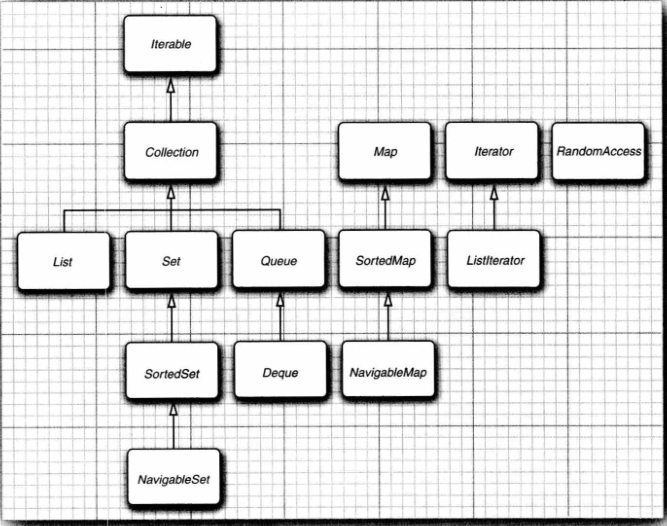 Iterable
Collection
Map
Iterator
RandomAccess
List
Set
Queue
SortedMap
ListIterator
SortedSet
Deque
NavigableMap
NavigableSet